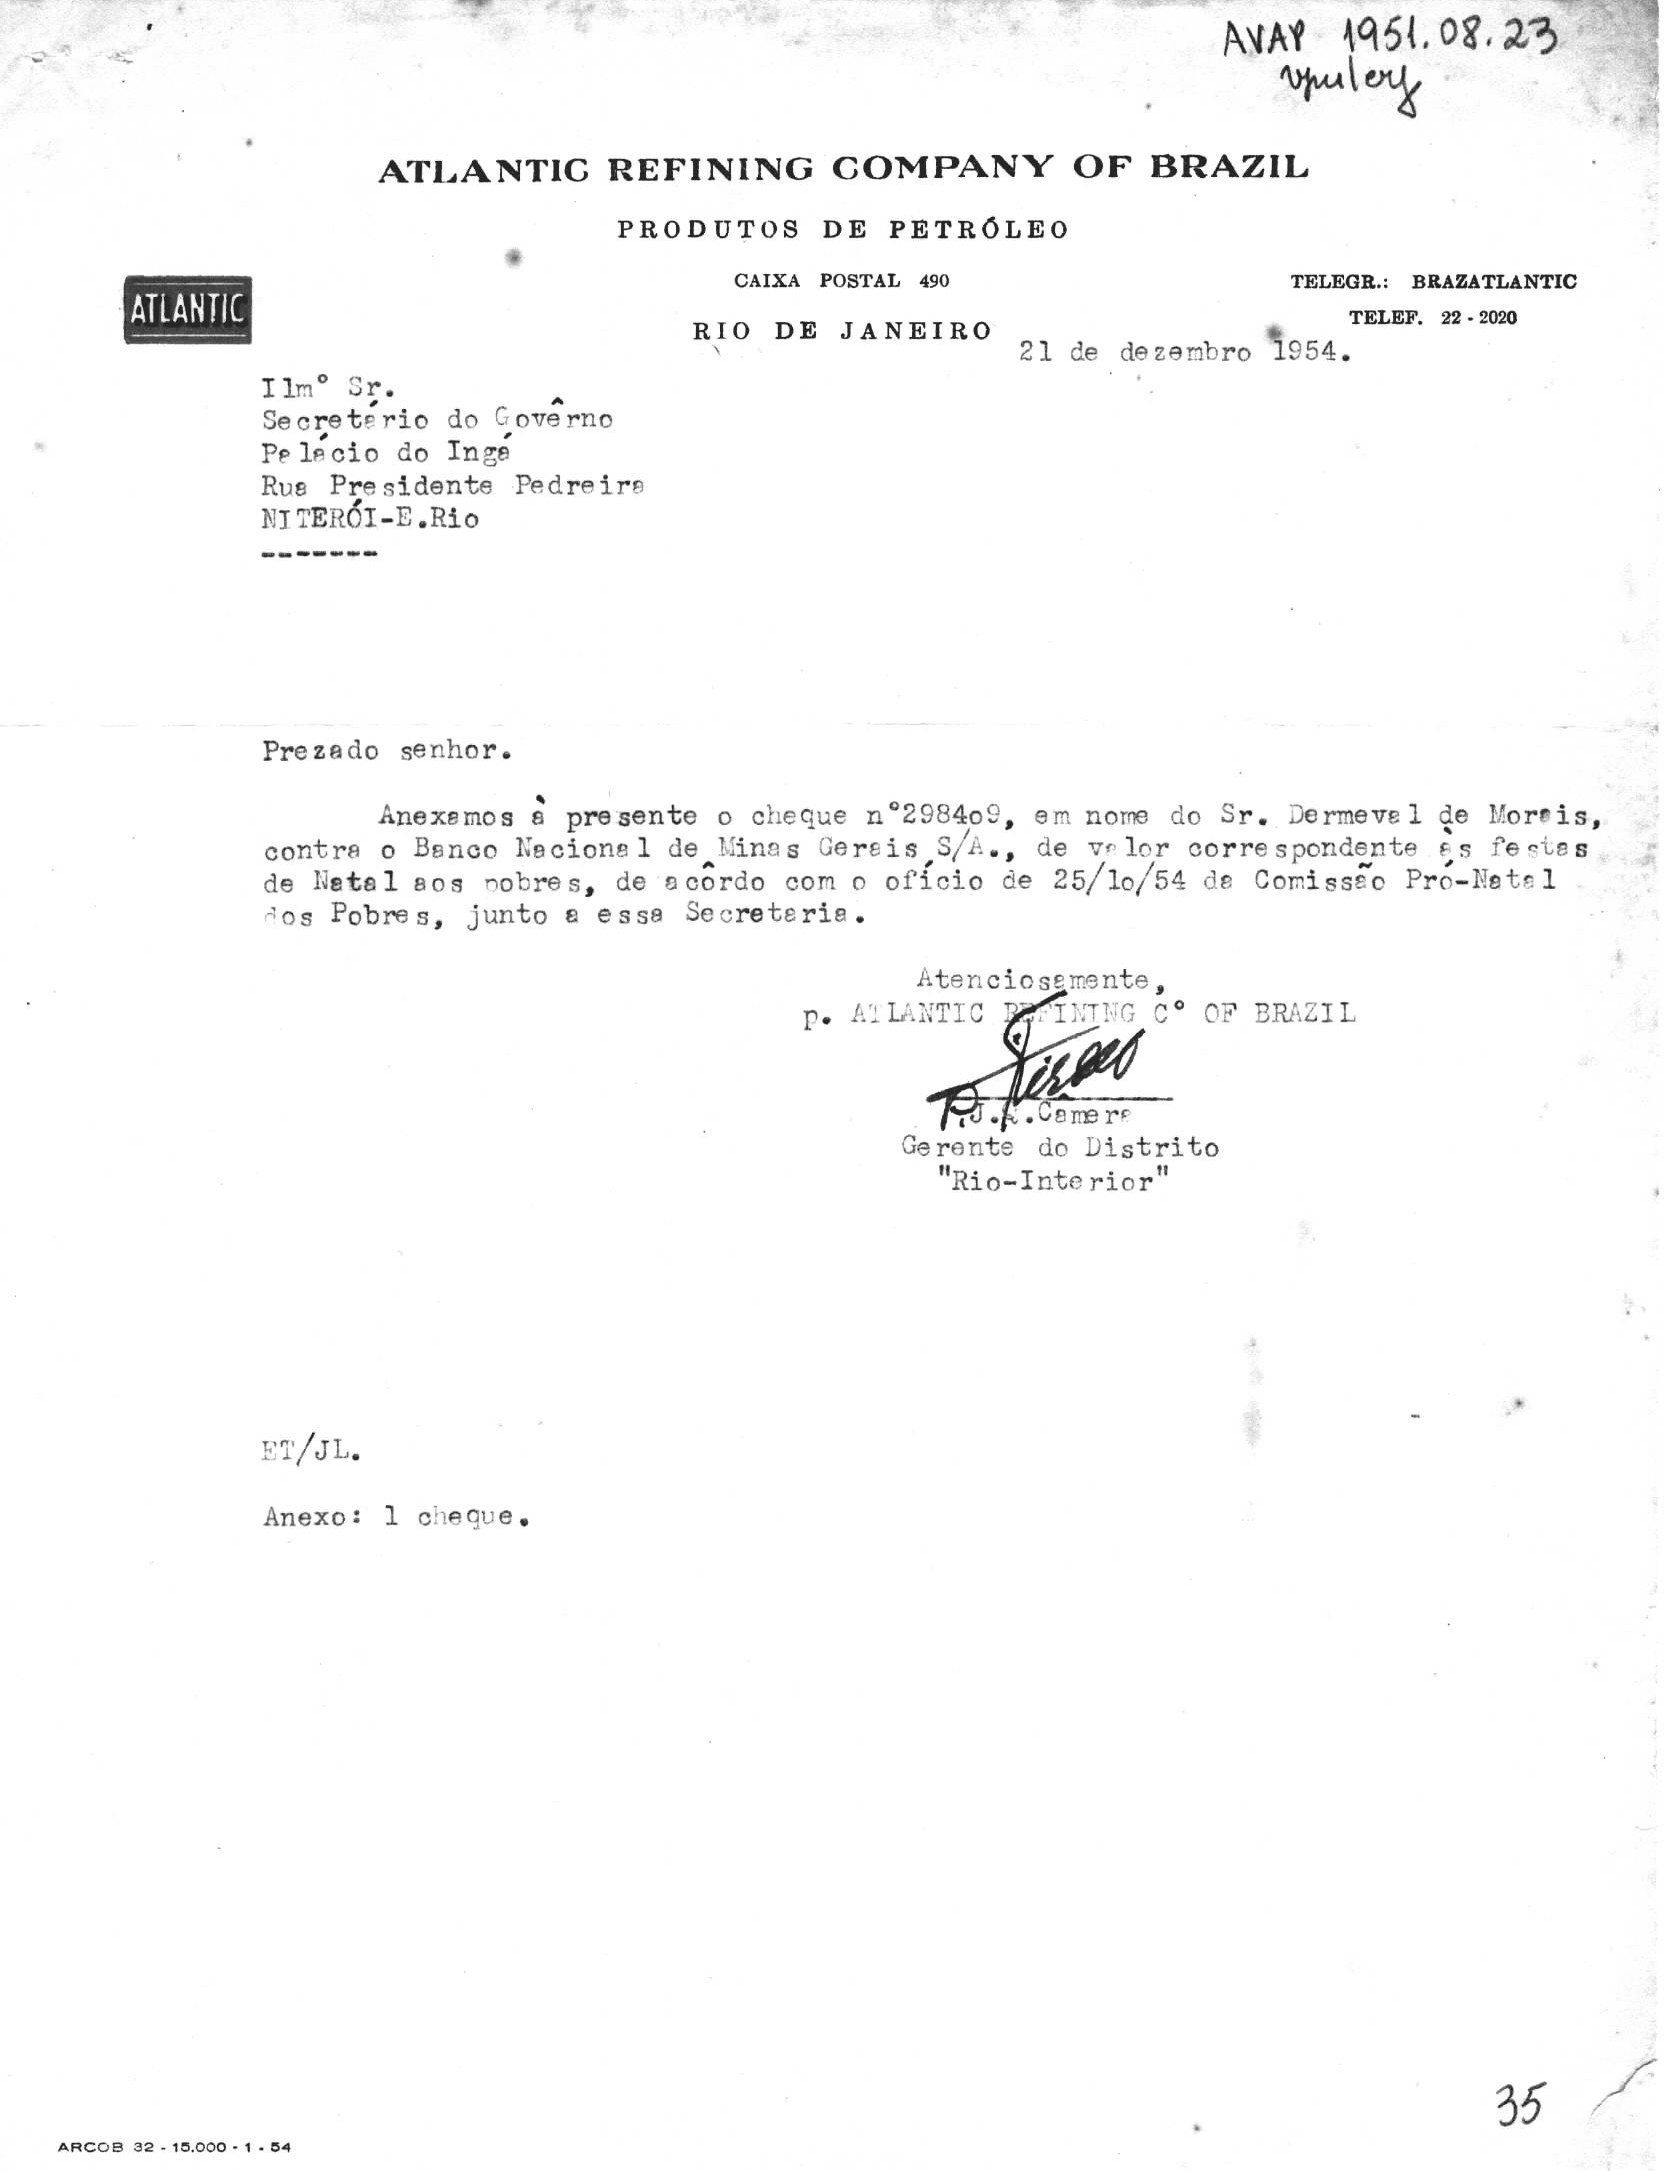 AVAP 1951.08.23
ATLANTIC REFINING COMPANY OF BRAZIL
PRODUTOS DE PETRÓLEO
CAIXA POSTAL 490
TELEGR.: BRAZATLANTIC
ATLANTIC
TELEF. 22 - 2020
RIO DE JANEIRO
21 de dezembro 1954.
Ilmº Sr.
Secretário do Govêrno
Palácio do Ingá
Rua Presidente Pedreira
NITERÓI-E.Rio
-------
Prezado senhor.
Anexamos à presente o cheque nº2984o9, em nome do Sr. Dermeval de Morais,
contra o Banco Nacional de Minas Gerais S/A., de valor correspondente às festas
de Natal aos pobres, de acôrdo com o ofício de 25/1o/54 da Comissão Pró-Natal
dos Pobres, junto a essa Secretaria.
Atenciosamente,
p. ATLANTIC REFINING Cº OF BRAZIL
P.J. .Câmara
Gerente do Distrito
"Rio-Interior"
ET/JL.
Anexo: 1 cheque.
35
ARCOB 32 - 15.000 - 1 - 54